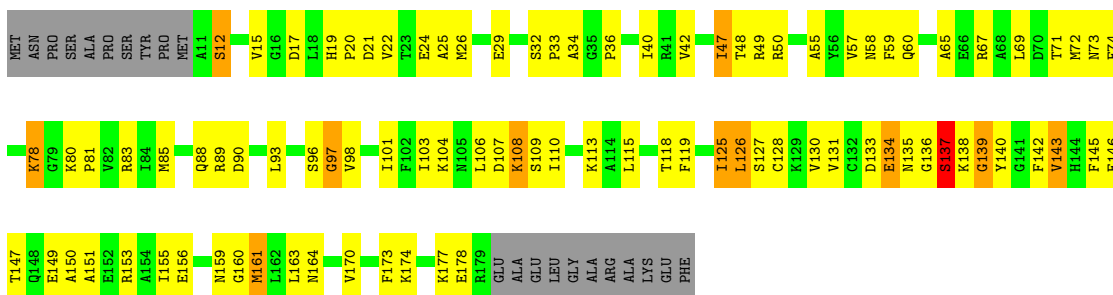 MET ASN PRO SER ALA PRO SER TYR PRO MET A11 S12 V15 G16 D17 L18 H19 P20 D21 V22 T23 E24 A25 M26 E29 S32 P33 A34 G35 P36 I40 R41 V42 I47 T48 R49 R50 A55 Y56 V57 N58 F59 Q60 A65 E66 R67 A68 L69 D70 T71 M72 N73
K78 G79 K80 P81 V82 R83 I84 M85 Q88 R89 D90 L93 S96 G97 V98 I101 F102 I103 K104 N105 L106 D107 K108 S109 I110 K113 A114 L115 T118 F119 I125 L126 S127 C128 K129 V130 V131 C132 D133 E134 N135 G136 S137 K138 G139 Y140 G141 F142 V143 H144 F145
T147 Q148 E149 A150 A151 E152 R153 A154 I155 E156 N159 G160 M161 L162 L163 N164 V170 F173 K174 K177 E178 R179 GLU ALA GLU LEU GLY ALA ARG ALA LYS GLU PHE